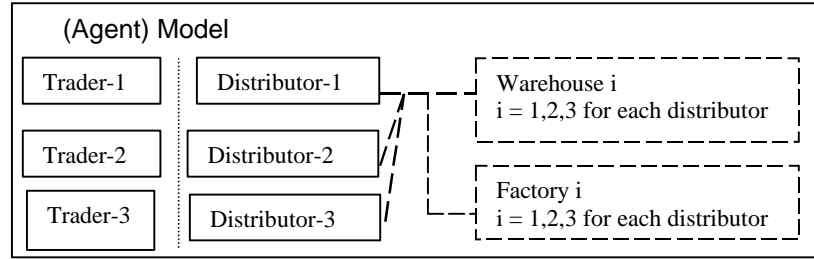 (Agent) Model
Trader-1
Distributor-1
Warehouse i
i = 1,2,3 for each distributor
Trader-2
Distributor-2
Factory i
i = 1,2,3 for each distributor
Trader-3
Distributor-3